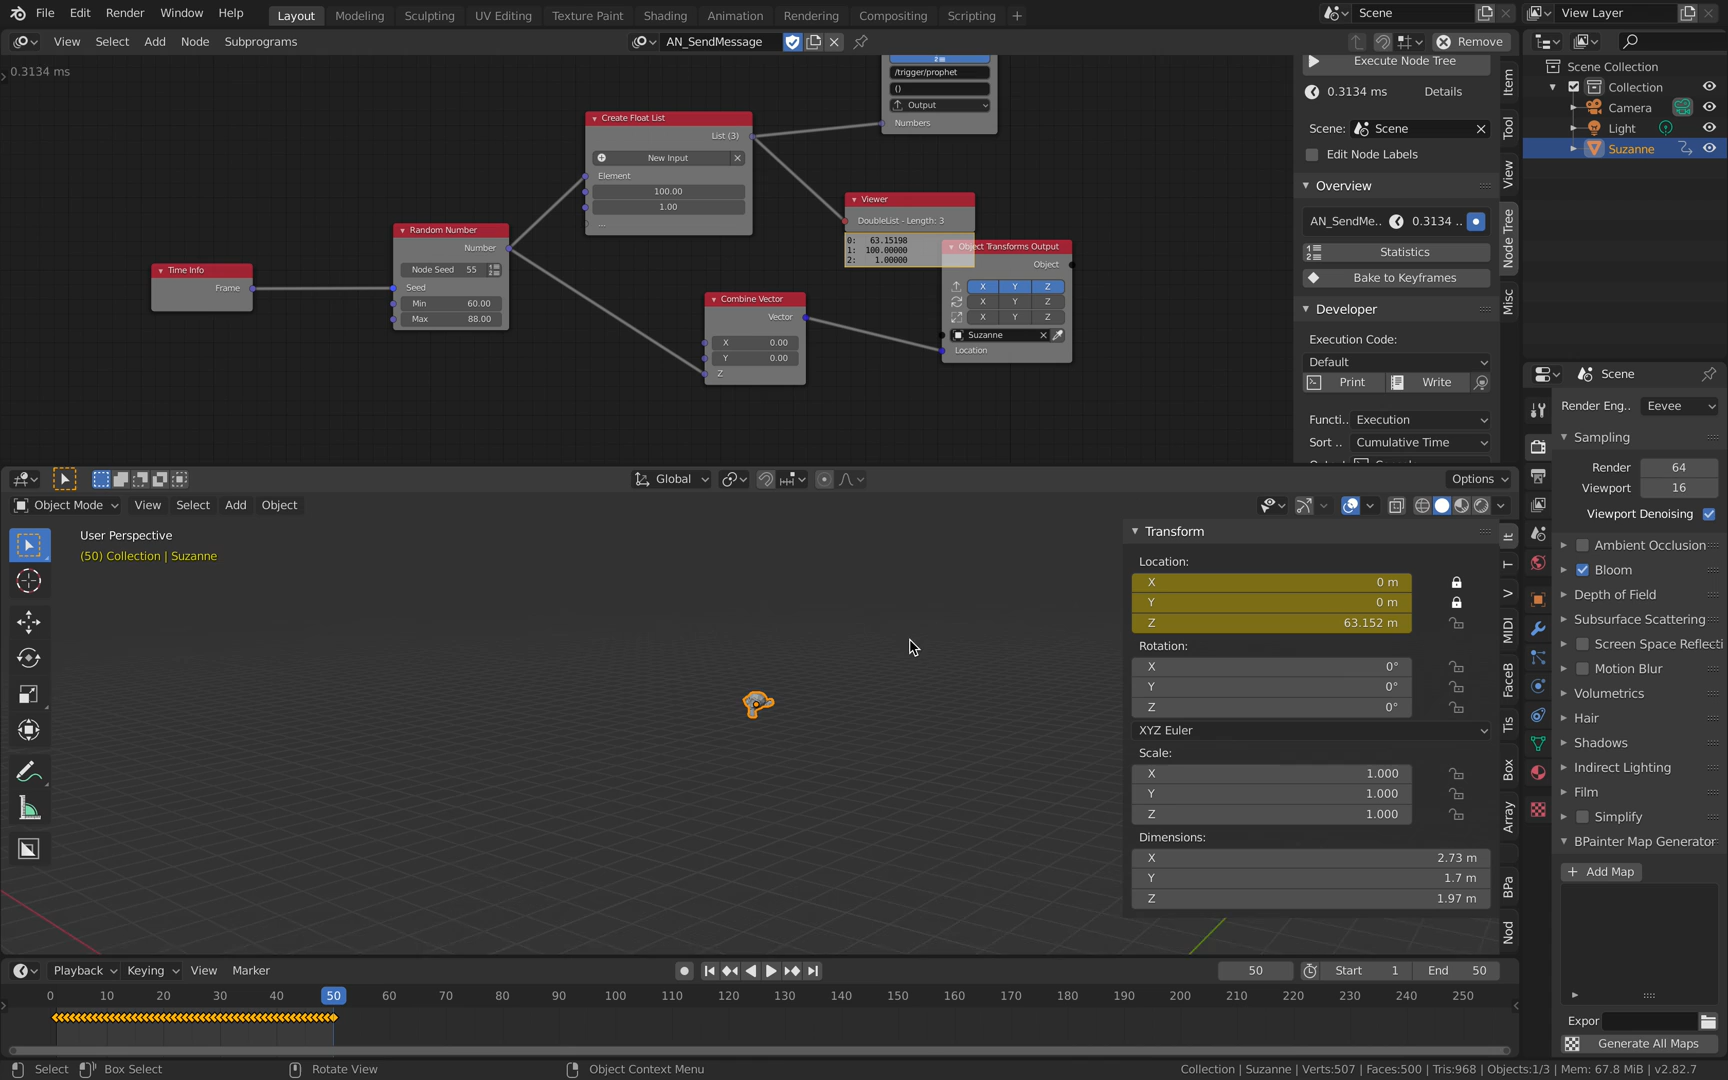 File Edit Render Window Help
Layout Modeling Sculpting UV Editing Texture Paint Shading Animation Rendering Compositing Scripting +
Scene
View Layer
View Select Add Node Subprograms
AN_SendMessage
Remove
0.3134 ms
/trigger/prophet
{}
Output
Numbers
Create Float List
List (3)
New Input
Element
100.00
1.00
...
Viewer
DoubleList - Length: 3
0: 63.15198
1: 100.00000
2: 1.00000
Random Number
Number
Node Seed 55
Seed
Min 60.00
Max 88.00
Time Info
Frame
Combine Vector
Vector
X 0.00
Y 0.00
Z
Object Transforms Output
Object
X Y Z
X Y Z
X Y Z
Suzanne
Location
Execute Node Tree
0.3134 ms Details
Scene: Scene
Edit Node Labels
Overview
AN_SendMe.. 0.3134 ..
Statistics
Bake to Keyframes
Developer
Execution Code:
Default
Print Write
Functi.. Execution
Sort .. Cumulative Time
Item
Tool
View
Node Tree
Misc
Scene Collection
Collection
Camera
Light
Suzanne
Global
Options
Object Mode View Select Add Object
User Perspective
(50) Collection | Suzanne
Transform
Location:
X 0 m
Y 0 m
Z 63.152 m
Rotation:
X 0°
Y 0°
Z 0°
XYZ Euler
Scale:
X 1.000
Y 1.000
Z 1.000
Dimensions:
X 2.73 m
Y 1.7 m
Z 1.97 m
It
T
V
MIDI
FaceB
Tis
Box
Array
BPa
Nod
Scene
Render Eng.. Eevee
Sampling
Render 64
Viewport 16
Viewport Denoising
Ambient Occlusion
Bloom
Depth of Field
Subsurface Scattering
Screen Space Reflecti
Motion Blur
Volumetrics
Hair
Shadows
Indirect Lighting
Film
Simplify
BPainter Map Generator
+ Add Map
Expor
Generate All Maps
Playback Keying View Marker
50
Start 1
End 50
0 10 20 30 40 50 60 70 80 90 100 110 120 130 140 150 160 170 180 190 200 210 220 230 240 250
Select Box Select Rotate View Object Context Menu
Collection | Suzanne | Verts:507 | Faces:500 | Tris:968 | Objects:1/3 | Mem: 67.8 MiB | v2.82.7